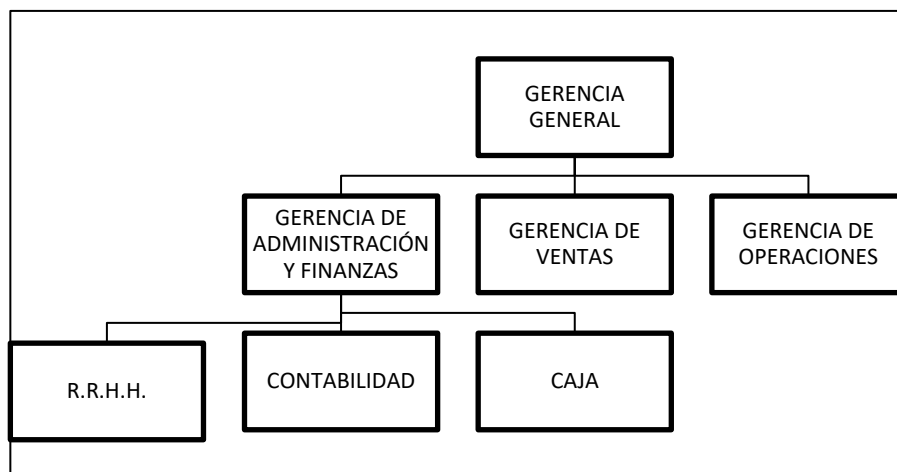 GERENCIA
GENERAL
GERENCIA DE
ADMINISTRACIÓN
Y FINANZAS
GERENCIA DE
VENTAS
GERENCIA DE
OPERACIONES
R.R.H.H.
CONTABILIDAD
CAJA